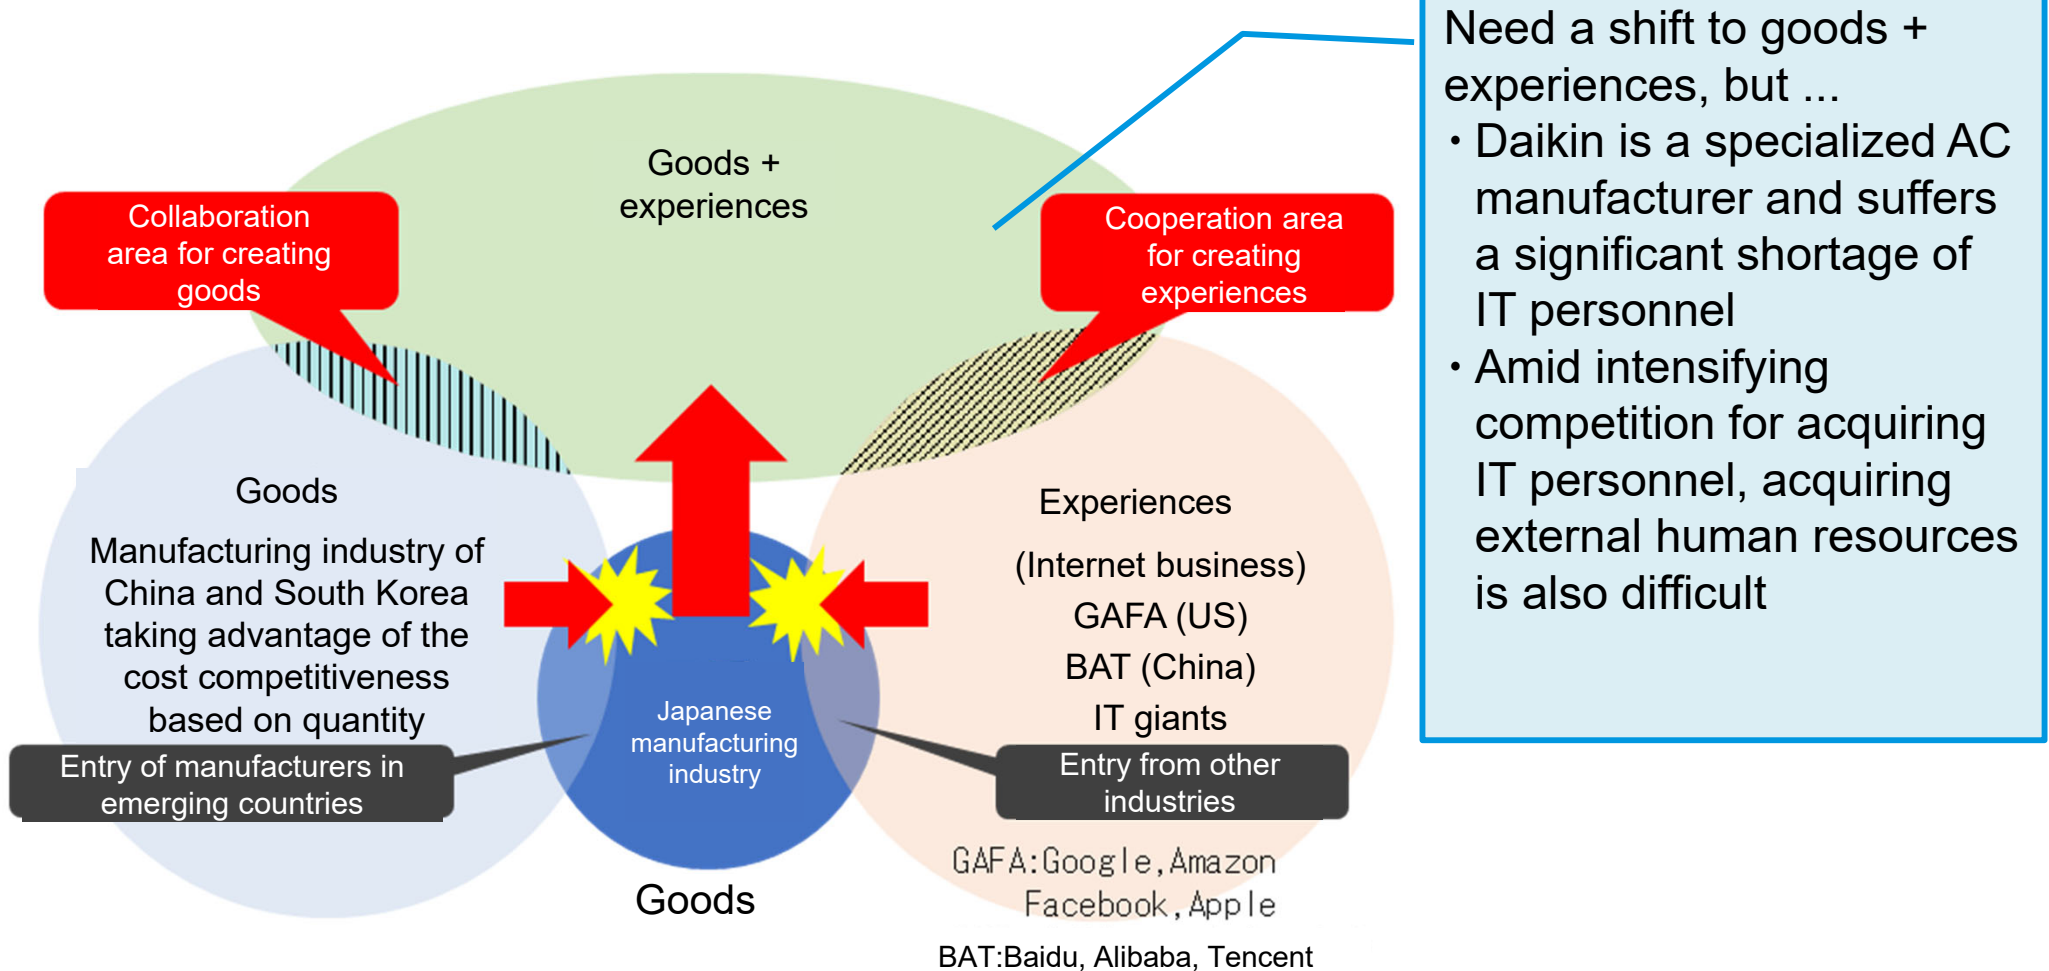 Need a shift to goods +
experiences, but ...
・Daikin is a specialized AC
manufacturer and suffers
a significant shortage of
IT personnel
・Amid intensifying
competition for acquiring
IT personnel, acquiring
external human resources
is also difficult
Goods +
experiences
Collaboration
area for creating
goods
Cooperation area
for creating
experiences
Goods
Manufacturing industry of
China and South Korea
taking advantage of the
cost competitiveness
based on quantity
Entry of manufacturers in
emerging countries
Japanese
manufacturing
industry
Goods
Experiences
(Internet business)
GAFA (US)
BAT (China)
IT giants
Entry from other
industries
GAFA:Google,Amazon
Facebook,Apple
BAT:Baidu, Alibaba, Tencent